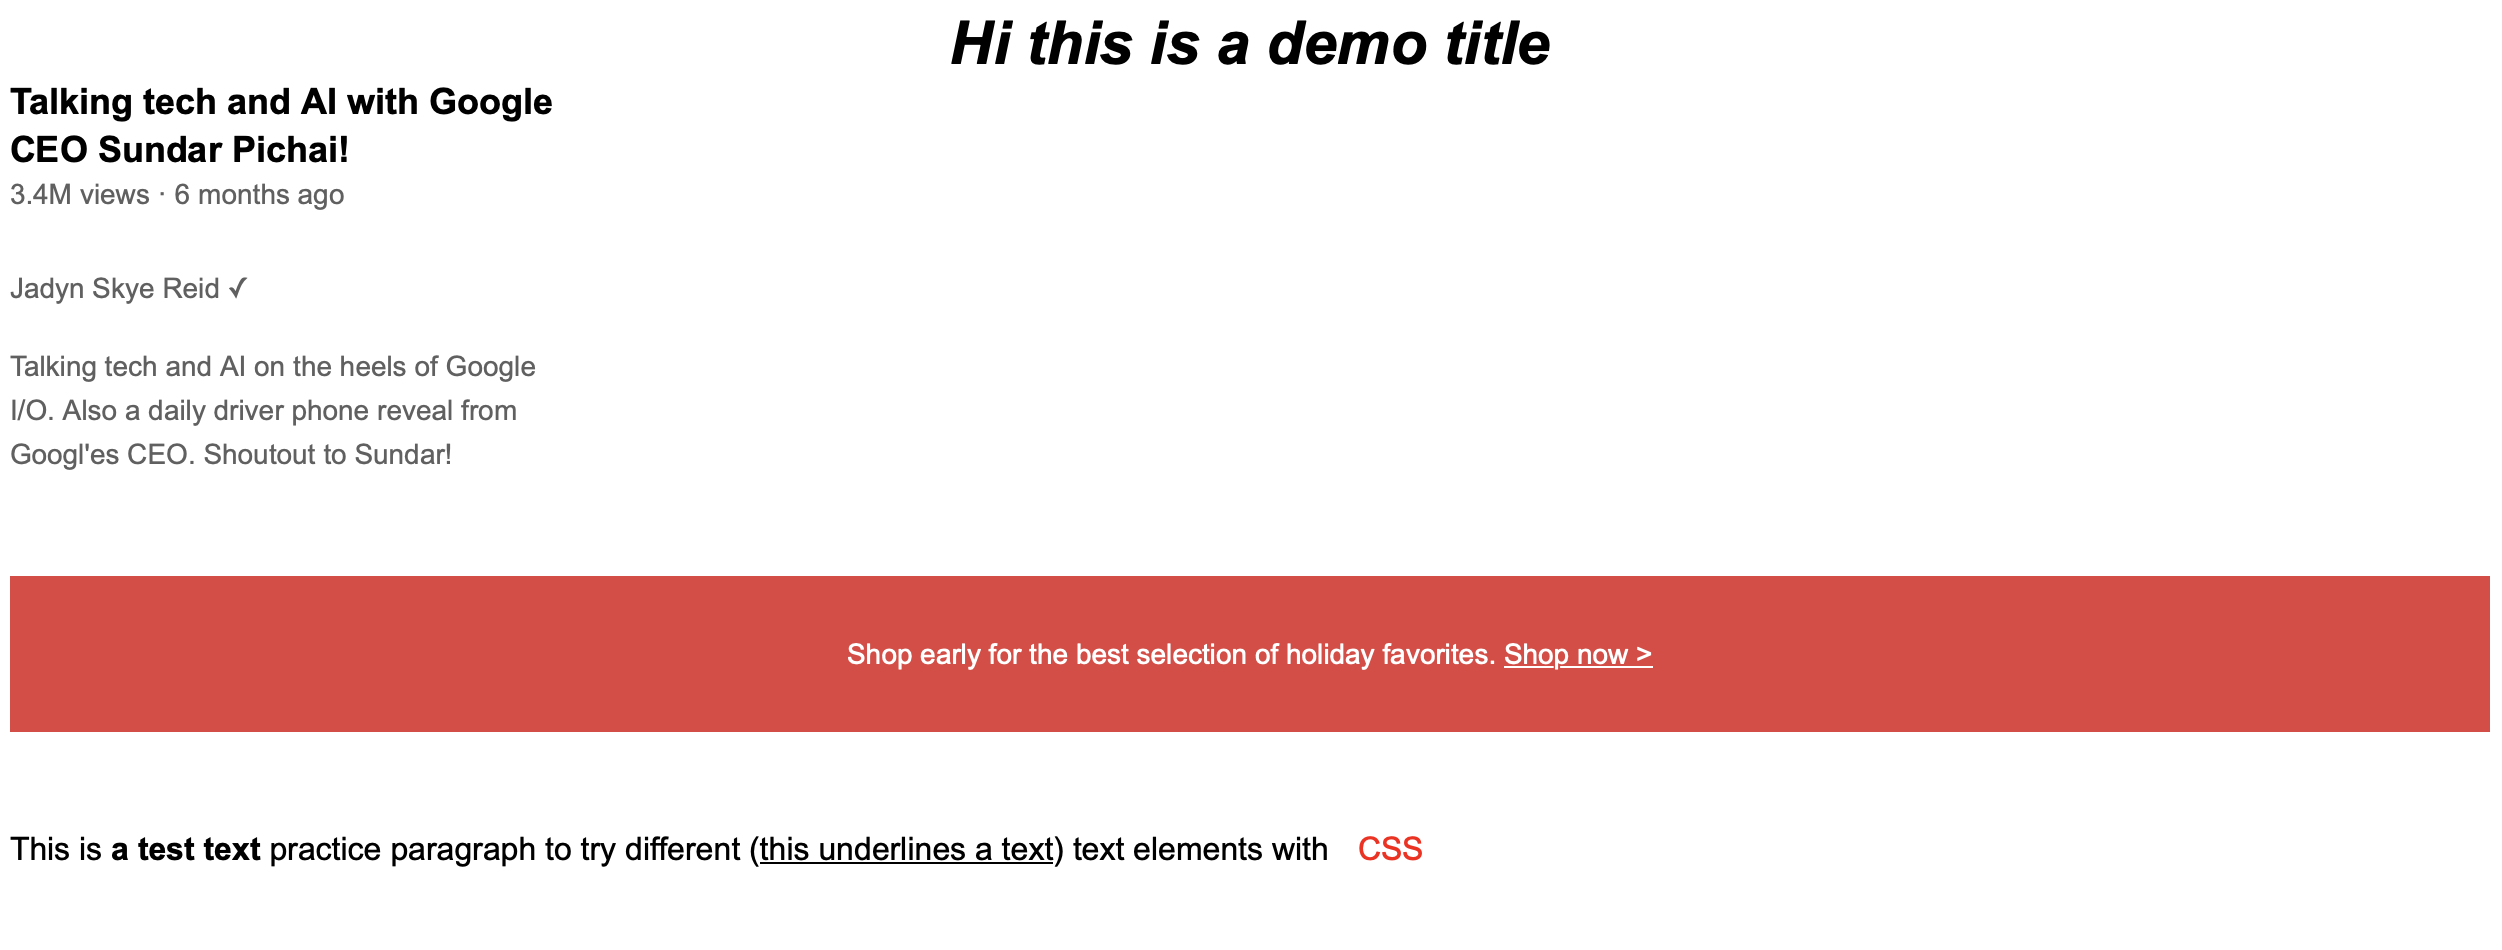 Hi this is a demo title
Talking tech and AI with Google
CEO Sundar Pichai!
3.4M views · 6 months ago
Jadyn Skye Reid ✓
Talking tech and AI on the heels of Google
I/O. Also a daily driver phone reveal from
Googl'es CEO. Shoutout to Sundar!
Shop early for the best selection of holiday favorites. Shop now >
This is a test text practice paragraph to try different (this underlines a text) text elements with CSS